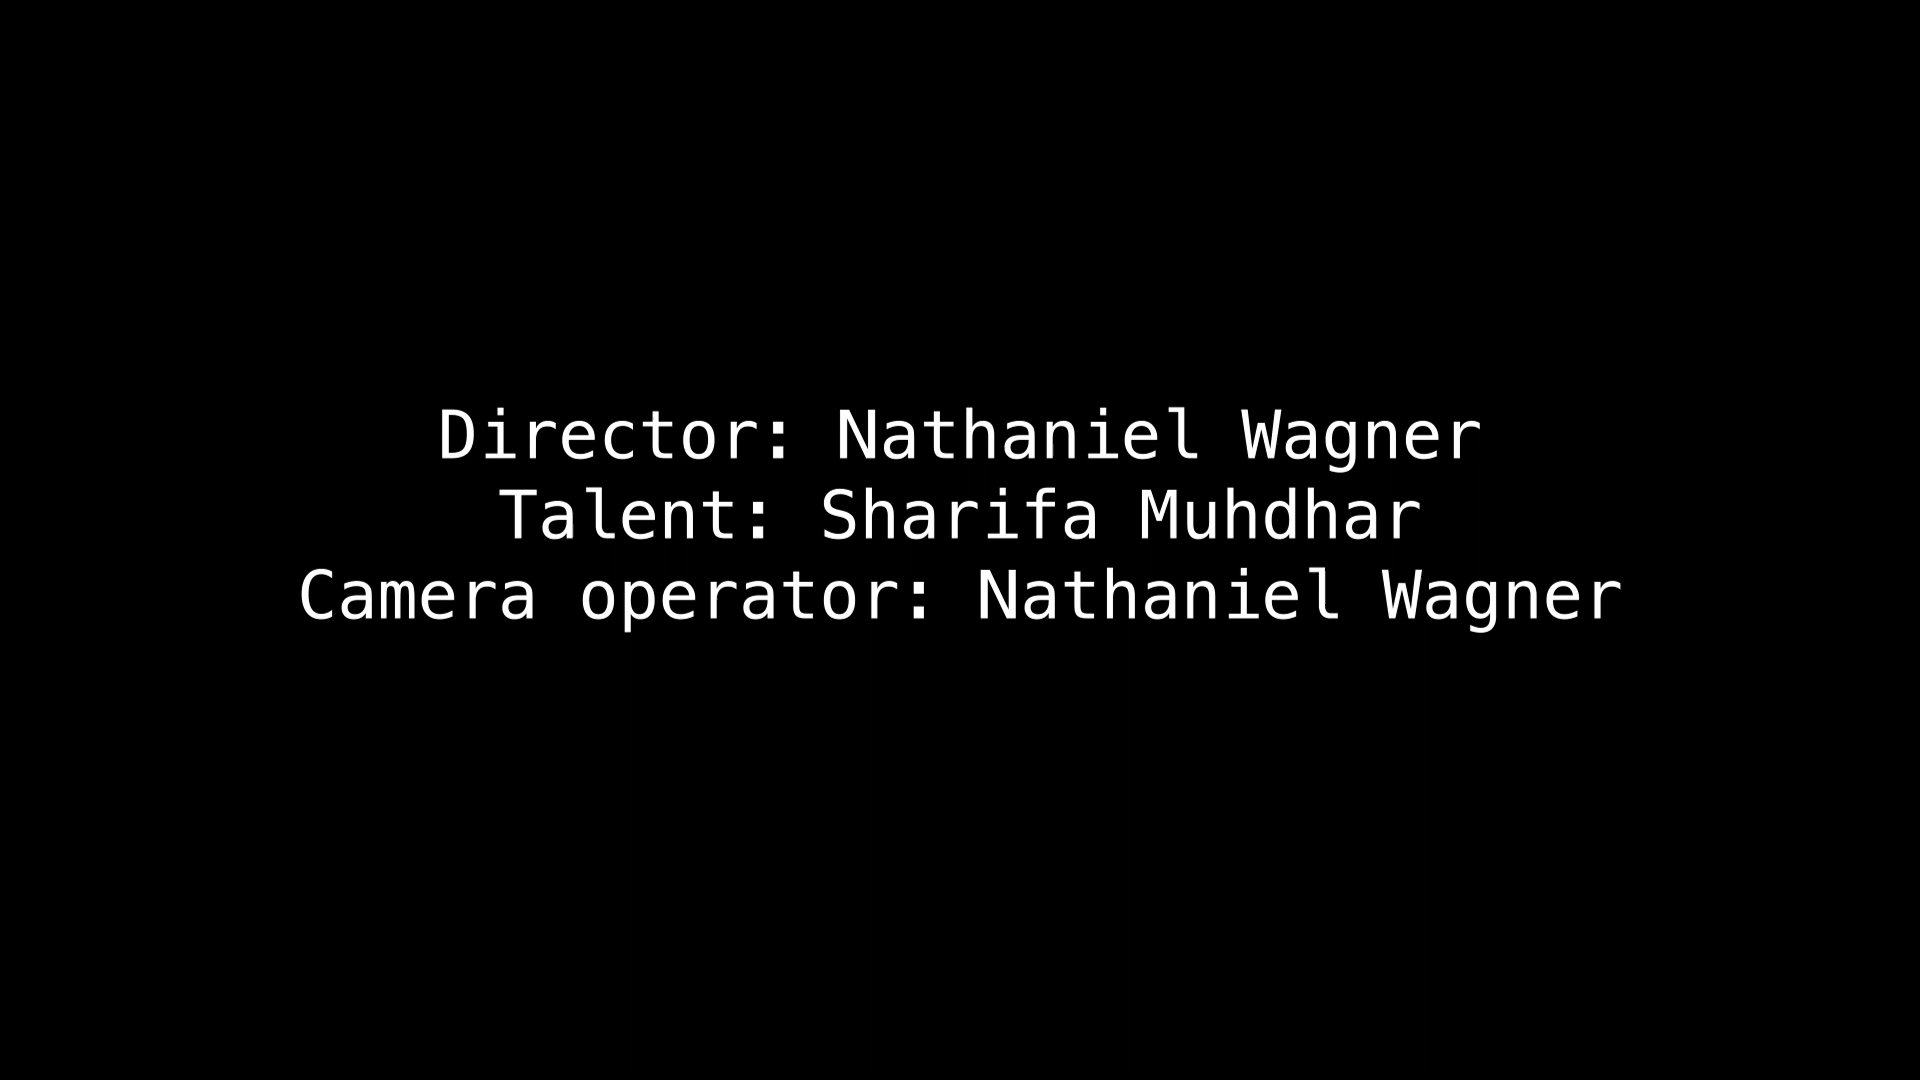 Director: Nathaniel Wagner
Talent: Sharifa Muhdhar
Camera operator: Nathaniel Wagner